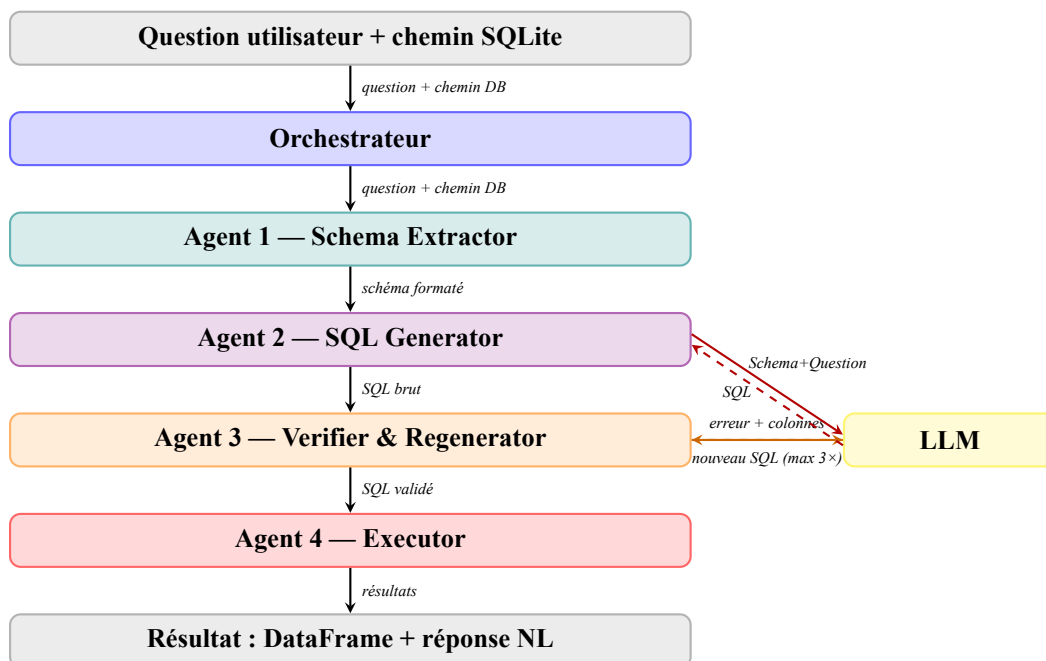 Question utilisateur + chemin SQLite
question + chemin DB
Orchestrateur
question + chemin DB
Agent 1 — Schema Extractor
schéma formaté
Agent 2 — SQL Generator
Schema+Question
SQL
SQL brut
erreur + colonnes
Agent 3 — Verifier & Regenerator
LLM
nouveau SQL (max 3×)
SQL validé
Agent 4 — Executor
résultats
Résultat : DataFrame + réponse NL